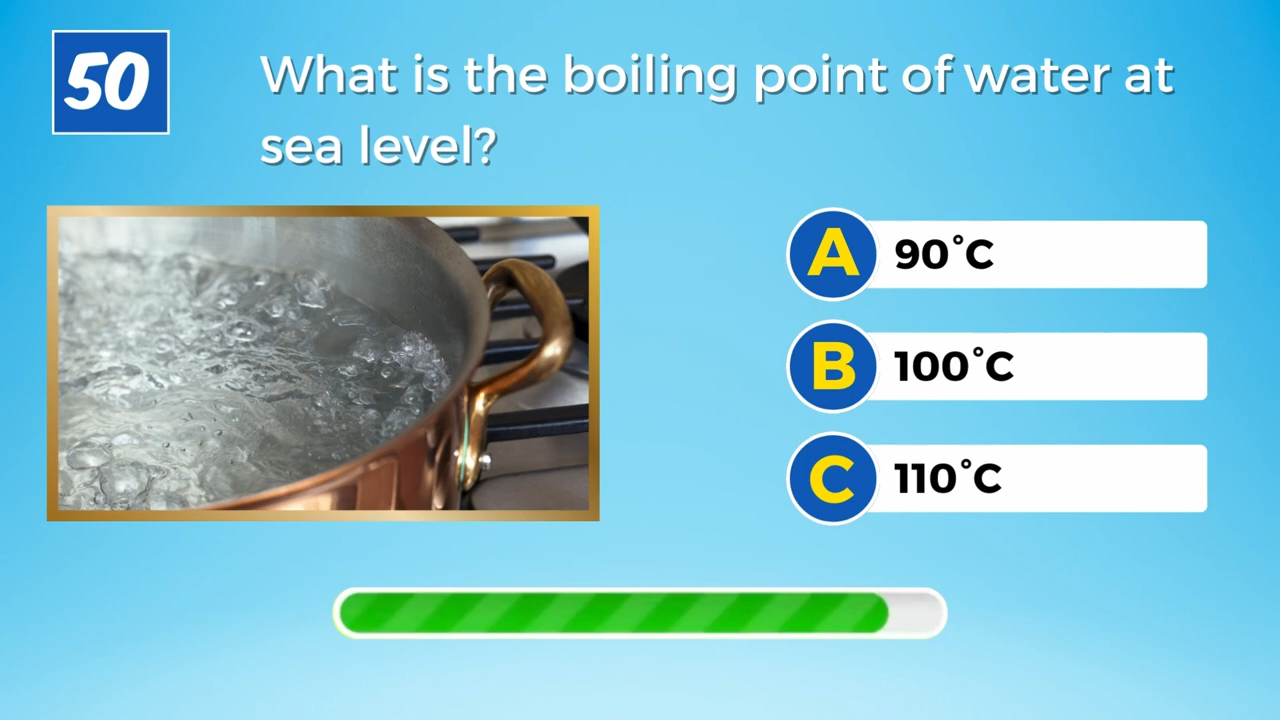 50
What is the boiling point of water at
sea level?
A 90°C
B 100°C
C 110°C